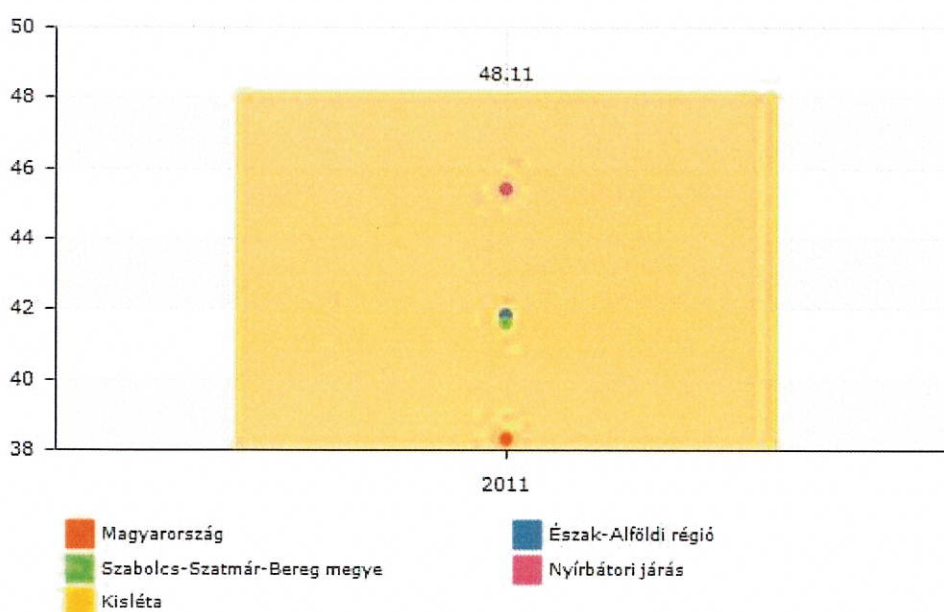 50
48.11
48
46
44
42
40
38
2011
Magyarország
Észak-Alföldi régió
Szabolcs-Szatmár-Bereg megye
Nyírbátori járás
Kisléta